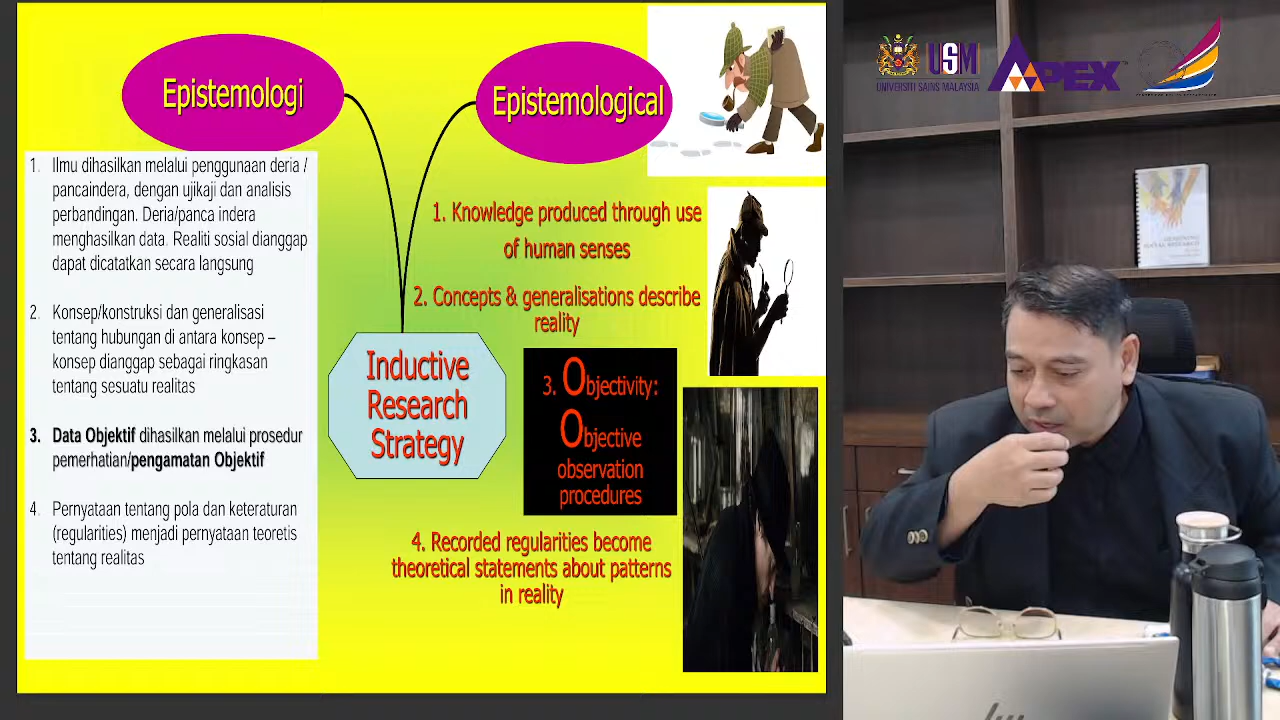 Epistemologi
1. Ilmu dihasilkan melalui penggunaan deria /
pancaindera, dengan ujikaji dan analisis
perbandingan. Deria/panca indera
menghasilkan data. Realiti sosial dianggap
dapat dicatatkan secara langsung
2. Konsep/konstruksi dan generalisasi
tentang hubungan di antara konsep –
konsep dianggap sebagai ringkasan
tentang sesuatu realitas
3. Data Objektif dihasilkan melalui prosedur
pemerhatian/pengamatan Objektif
4. Pernyataan tentang pola dan keteraturan
(regularities) menjadi pernyataan teoretis
tentang realitas
Inductive
Research
Strategy
Epistemological
1. Knowledge produced through use
of human senses
2. Concepts & generalisations describe
reality
3. Objectivity:
Objective
observation
procedures
4. Recorded regularities become
theoretical statements about patterns
in reality
USM
UNIVERSITI SAINS MALAYSIA
APEX™
SOCIAL RESEARCH
hp